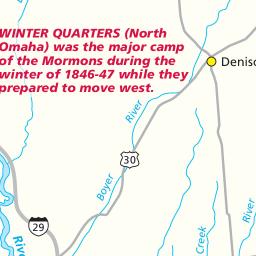 WINTER QUARTERS (North
Omaha) was the major camp
of the Mormons during the
winter of 1846-47 while they
prepared to move west.
Deniso
River
30
Boyer
29
River
Creek
River